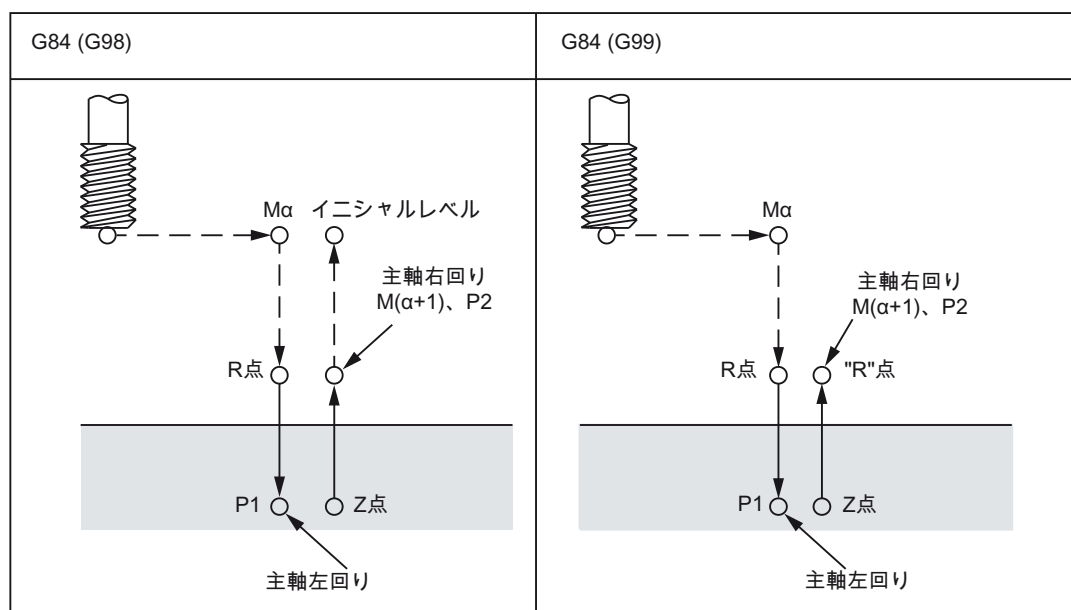 G84 (G98)
Mα
イニシャルレベル
主軸右回り
M(α+1)、P2
R点
P1
Z点
主軸左回り
G84 (G99)
Mα
主軸右回り
M(α+1)、P2
R点
"R"点
P1
Z点
主軸左回り